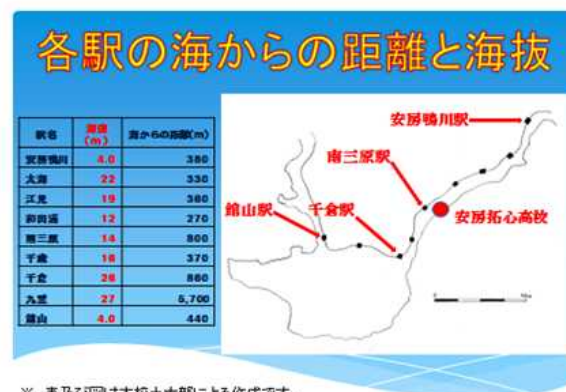 各駅の海からの距離と海抜
駅名 海抜(m) 海からの距離(m)
安房鴨川 4.0 380
太海 22 330
江見 19 360
和田浦 12 270
南三原 14 800
千歳 16 370
千倉 26 860
九重 27 5,700
館山 4.0 440
安房鴨川駅
南三原駅
館山駅
千倉駅
安房拓心高校